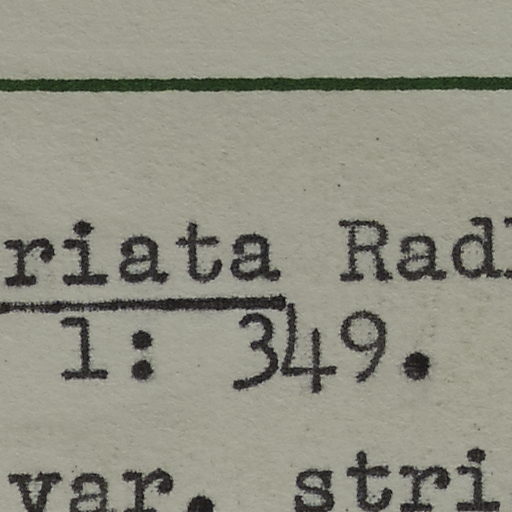 riata Rad
1: 349.
var. stri